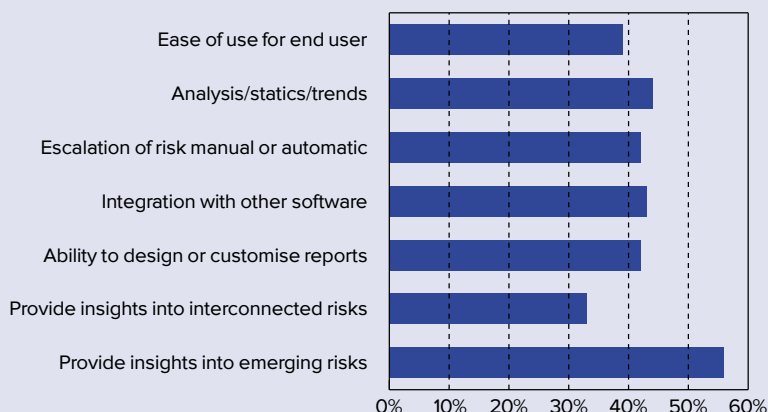 Ease of use for end user
Analysis/statics/trends
Escalation of risk manual or automatic
Integration with other software
Ability to design or customise reports
Provide insights into interconnected risks
Provide insights into emerging risks
0% 10% 20% 30% 40% 50% 60%